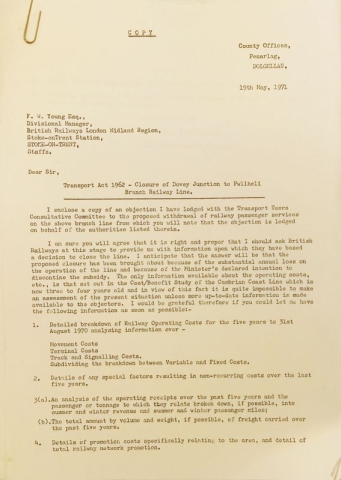 COPY
County Offices,
Penarlag,
DOLGELLAU,
19th May, 1971
F. W. Young Esq.,
Divisional Manager,
British Railways London Midland Region,
Stoke-onTrent Station,
STOKE-ON-TRENT,
Staffs.
Dear Sir,
Transport Act 1962 - Closure of Dovey Junction to Pwllheli
Branch Railway Line.
I enclose a copy of an objection I have lodged with the Transport Users
Consultative Committee to the proposed withdrawal of railway passenger services
on the above branch line from which you will note that the objection is lodged
on behalf of the authorities listed therein.
I am sure you will agree that it is right and proper that I should ask British
Railways at this stage to provide us with information upon which they have based
a decision to close the line. I anticipate that the answer will be that the
proposed closure has been brought about because of the substantial annual loss on
the operation of the line and because of the Minister's declared intention to
discontinue the subsidy. The only information available about the operating costs,
etc., is that set out in the Cost/Benefit Study of the Cambrian Coast line which is
now three to four years old and in view of this fact it is quite impossible to make
an assessment of the present situation unless more up-to-date information is made
available to the objectors. I would be grateful therefore if you could let me have
the following information as soon as possible:-
1. Detailed breakdown of Railway Operating Costs for the five years to 31st
August 1970 analysing information over -
Movement Costs
Terminal Costs
Track and Signalling Costs.
Subdividing the breakdown between Variable and Fixed Costs.
2. Details of any special factors resulting in non-recurring costs over the last
five years.
3(a).An analysis of the operating receipts over the past five years and the
passenger or tonnage to which they relate broken down, if possible, into
summer and winter revenue and summer and winter passenger miles;
(b).The total amount by volume and weight, if possible, of freight carried over
the past five years.
4. Details of promotion costs specifically relating to the area, and detail of
total railway network promotion.